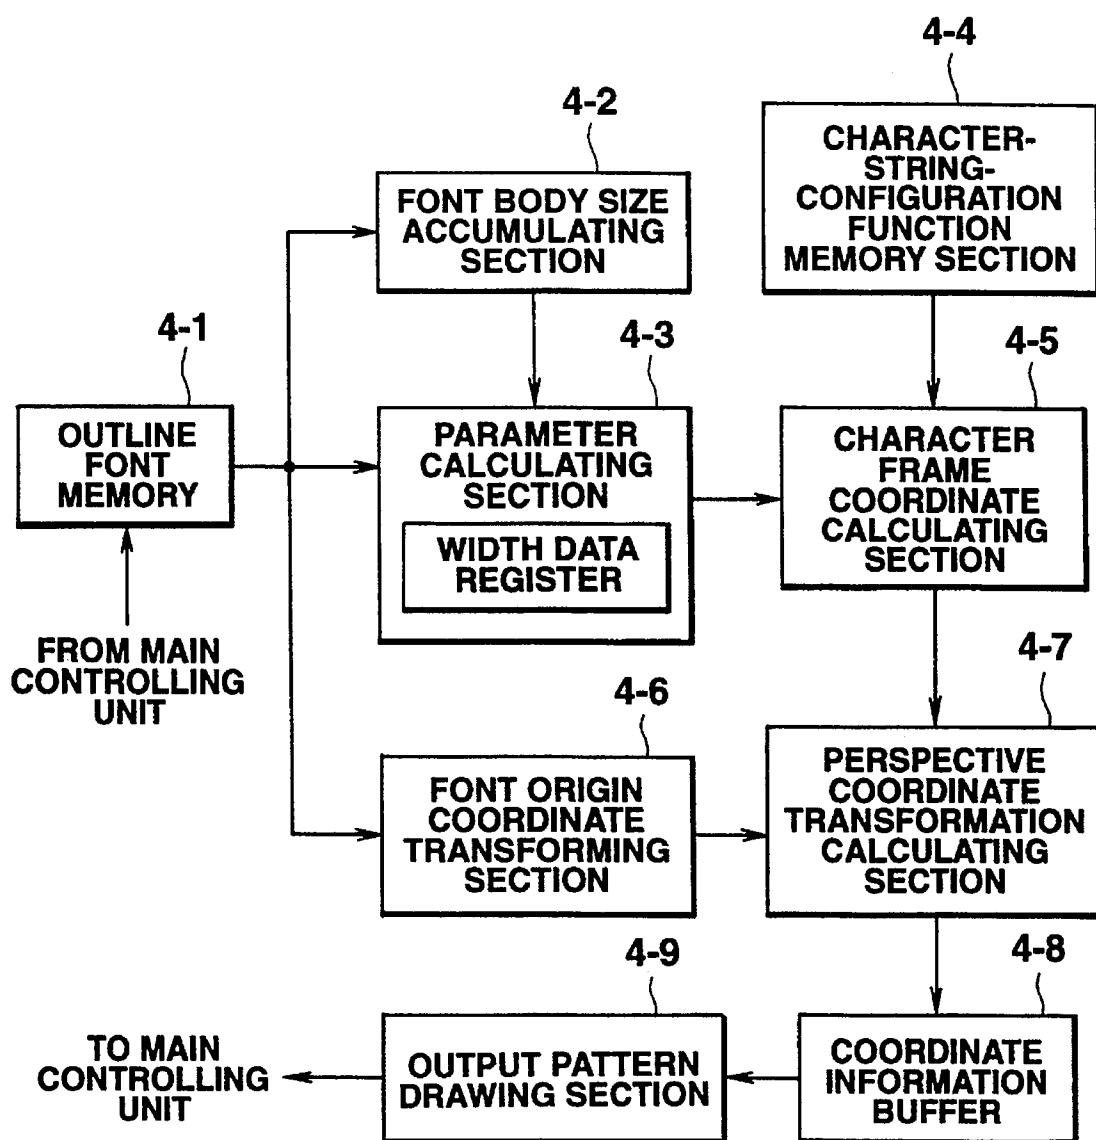 4-4
4-2
CHARACTER-
STRING-
CONFIGURATION
FUNCTION
MEMORY SECTION
FONT BODY SIZE
ACCUMULATING
SECTION
4-1
4-3
4-5
OUTLINE
FONT
MEMORY
PARAMETER
CALCULATING
SECTION
WIDTH DATA
REGISTER
CHARACTER
FRAME
COORDINATE
CALCULATING
SECTION
FROM MAIN
CONTROLLING
UNIT
4-6
4-7
FONT ORIGIN
COORDINATE
TRANSFORMING
SECTION
PERSPECTIVE
COORDINATE
TRANSFORMATION
CALCULATING
SECTION
4-9
4-8
TO MAIN
CONTROLLING
UNIT
OUTPUT PATTERN
DRAWING SECTION
COORDINATE
INFORMATION
BUFFER